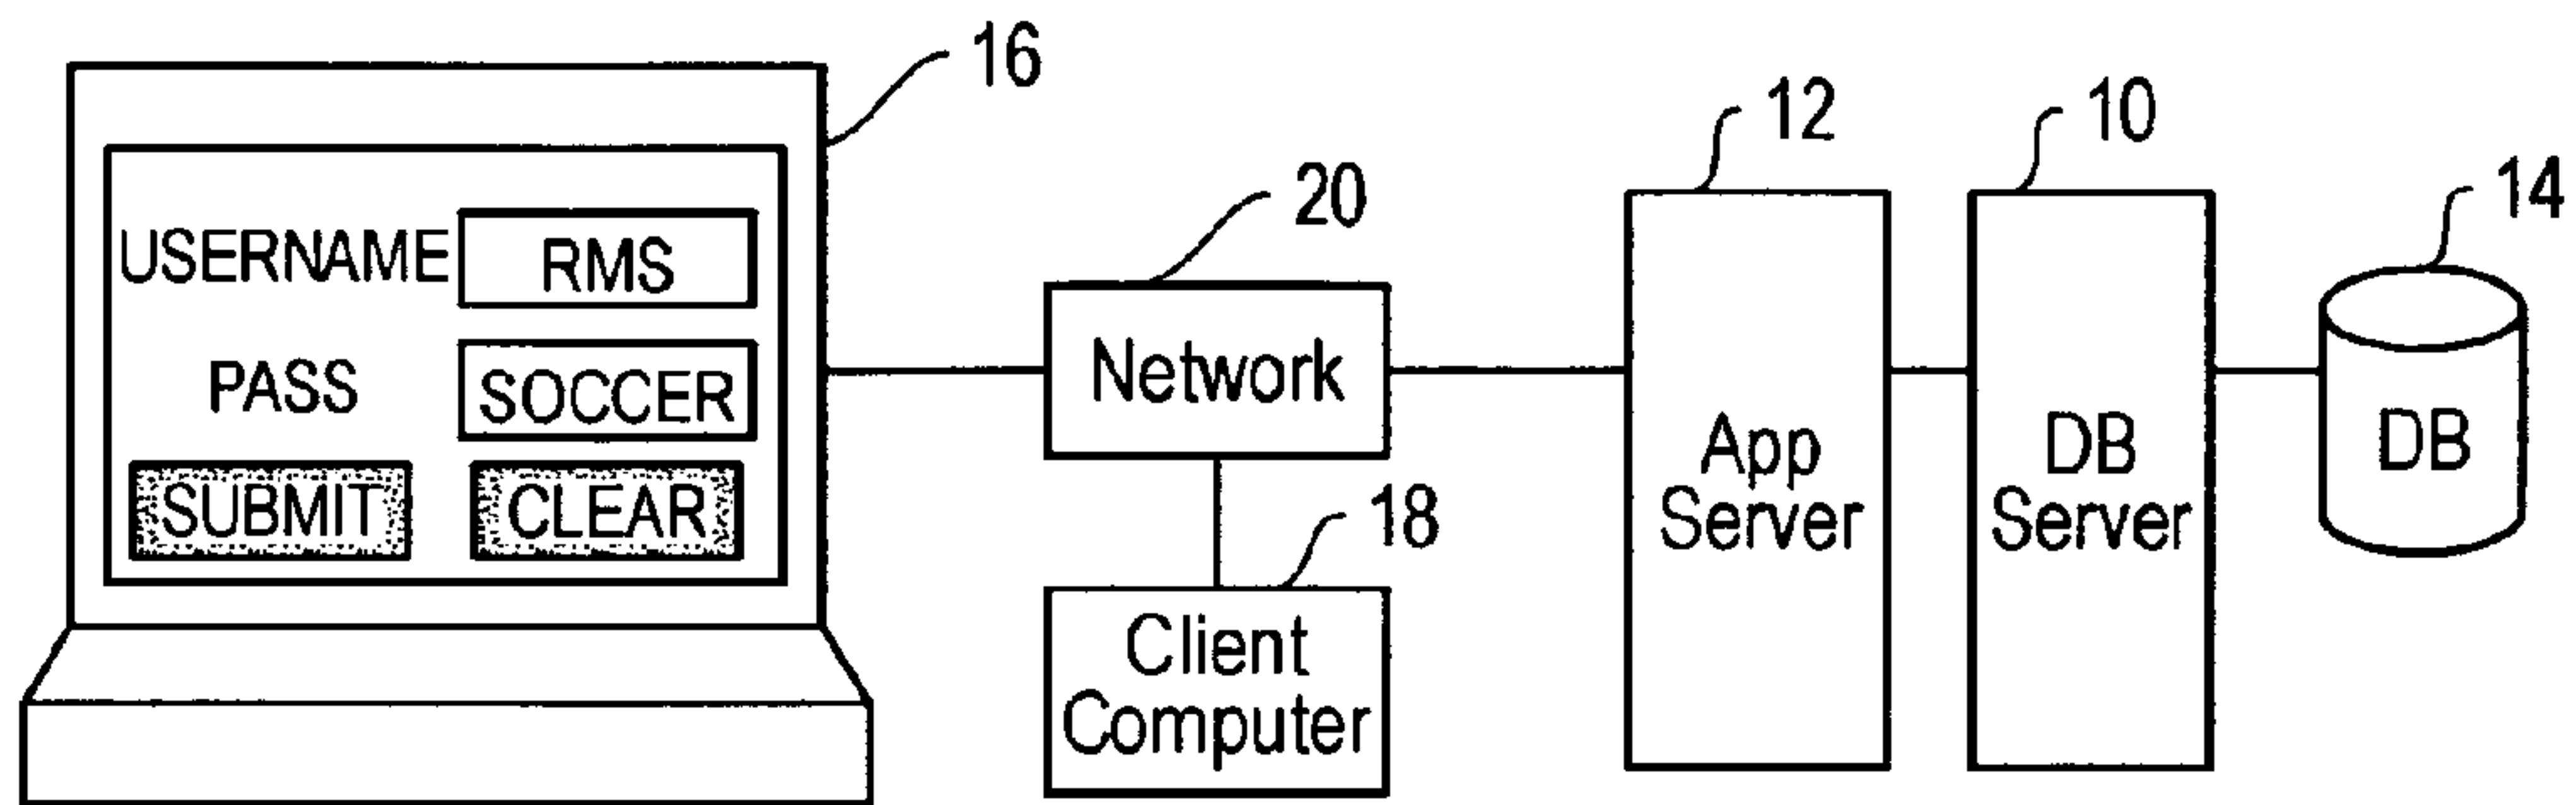 16
USERNAME RMS
PASS SOCCER
SUBMIT CLEAR
20
Network
18
Client
Computer
12
App
Server
10
DB
Server
14
DB